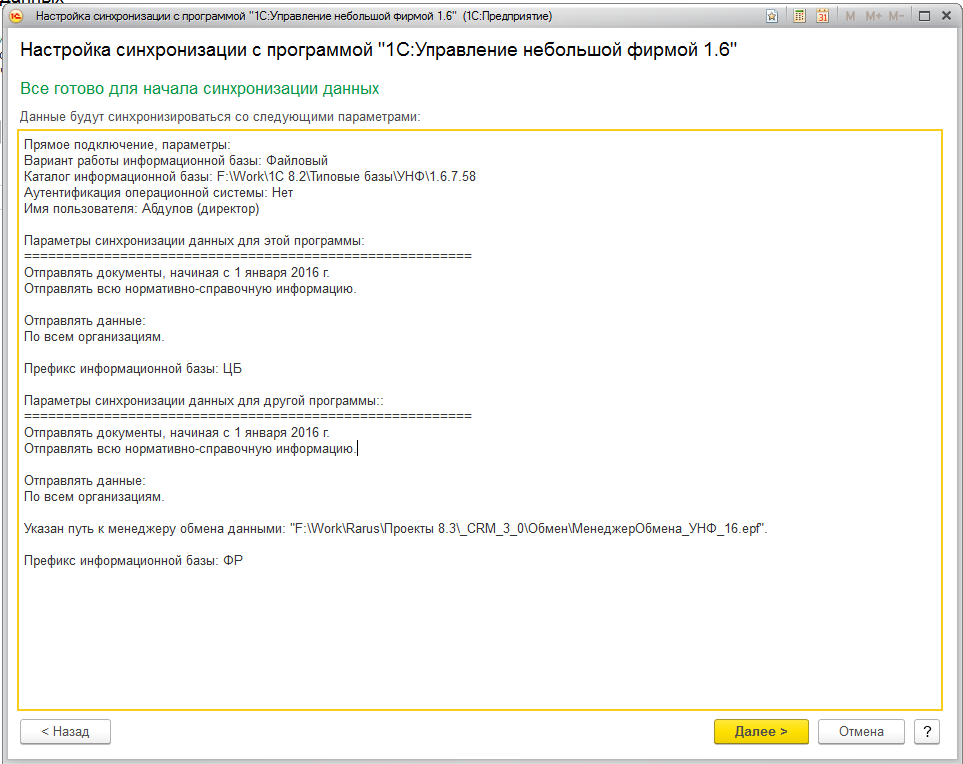 Настройка синхронизации с программой "1С:Управление небольшой фирмой 1.6" (1С:Предприятие)
31
M M+ M-
Настройка синхронизации с программой "1С:Управление небольшой фирмой 1.6"
Все готово для начала синхронизации данных
Данные будут синхронизироваться со следующими параметрами:
Прямое подключение, параметры:
Вариант работы информационной базы: Файловый
Каталог информационной базы: F:\Work\1С 8.2\Типовые базы\УНФ\1.6.7.58
Аутентификация операционной системы: Нет
Имя пользователя: Абдулов (директор)
Параметры синхронизации данных для этой программы:
========================================================
Отправлять документы, начиная с 1 января 2016 г.
Отправлять всю нормативно-справочную информацию.
Отправлять данные:
По всем организациям.
Префикс информационной базы: ЦБ
Параметры синхронизации данных для другой программы::
========================================================
Отправлять документы, начиная с 1 января 2016 г.
Отправлять всю нормативно-справочную информацию.
Отправлять данные:
По всем организациям.
Указан путь к менеджеру обмена данными: "F:\Work\Rarus\Проекты 8.3\_CRM_3_0\Обмен\МенеджерОбмена_УНФ_16.epf".
Префикс информационной базы: ФР
< Назад
Далее >
Отмена
?